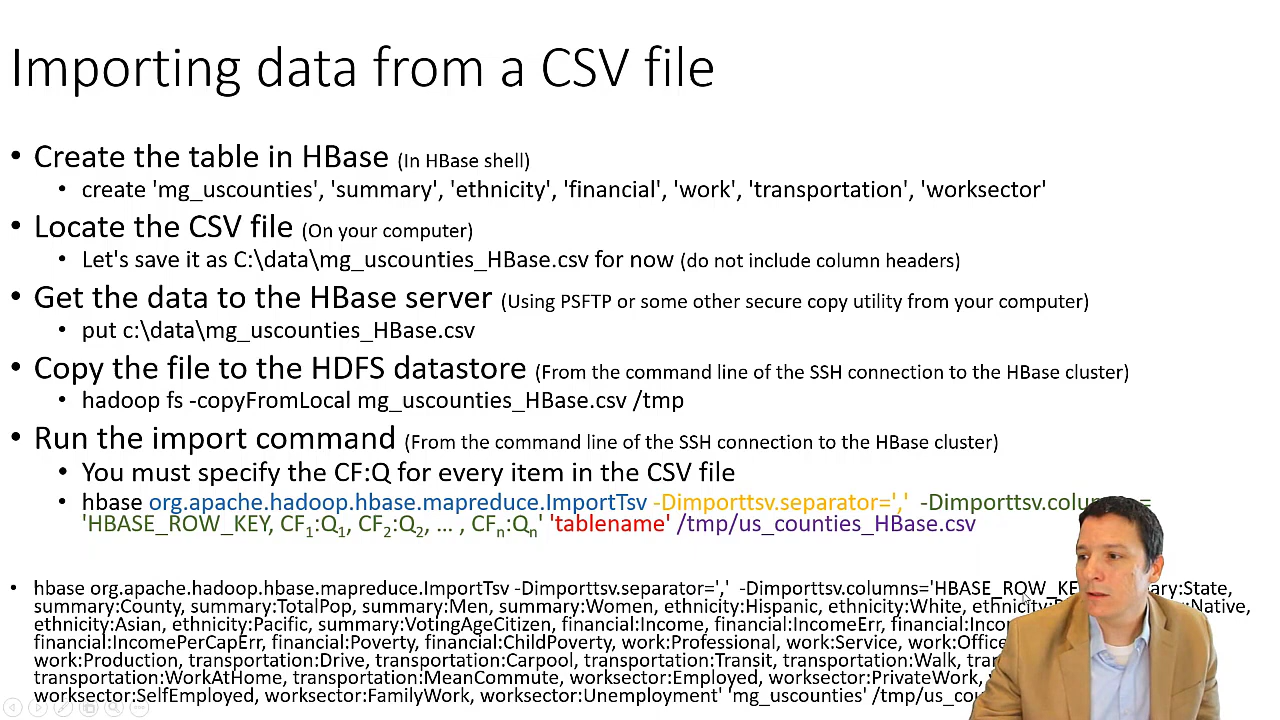 Importing data from a CSV file
• Create the table in HBase (In HBase shell)
• create 'mg_uscounties', 'summary', 'ethnicity', 'financial', 'work', 'transportation', 'worksector'
• Locate the CSV file (On your computer)
• Let's save it as C:\data\mg_uscounties_HBase.csv for now (do not include column headers)
• Get the data to the HBase server (Using PSFTP or some other secure copy utility from your computer)
• put c:\data\mg_uscounties_HBase.csv
• Copy the file to the HDFS datastore (From the command line of the SSH connection to the HBase cluster)
• hadoop fs -copyFromLocal mg_uscounties_HBase.csv /tmp
• Run the import command (From the command line of the SSH connection to the HBase cluster)
• You must specify the CF:Q for every item in the CSV file
• hbase org.apache.hadoop.hbase.mapreduce.ImportTsv -Dimporttsv.separator=',' =
'HBASE_ROW_KEY, CF1:Q1, CF2:Q2, ... , CFn:Qn' 'tablename' /tmp/us_counties_HBase.csv
• hbase org.apache.hadoop.hbase.mapreduce.ImportTsv -Dimporttsv.separator=',' -Dimporttsv.columns='HBASE_ROW_KE
summary:County, summary:TotalPop, summary:Men, summary:Women, ethnicity:Hispanic, ethnicity:White,
ethnicity:Asian, ethnicity:Pacific, summary:VotingAgeCitizen, financial:Income, financial:IncomeErr,
financial:IncomePerCapErr, financial:Poverty, financial:ChildPoverty, work:Professional, work:Service,
work:Production, transportation:Drive, transportation:Carpool, transportation:Transit, transportation:Walk,
transportation:WorkAtHome, transportation:MeanCommute, worksector:Employed, worksector:PrivateWork,
worksector:SelfEmployed, worksector:FamilyWork, worksector:Unemployment' 'mg_uscounties'